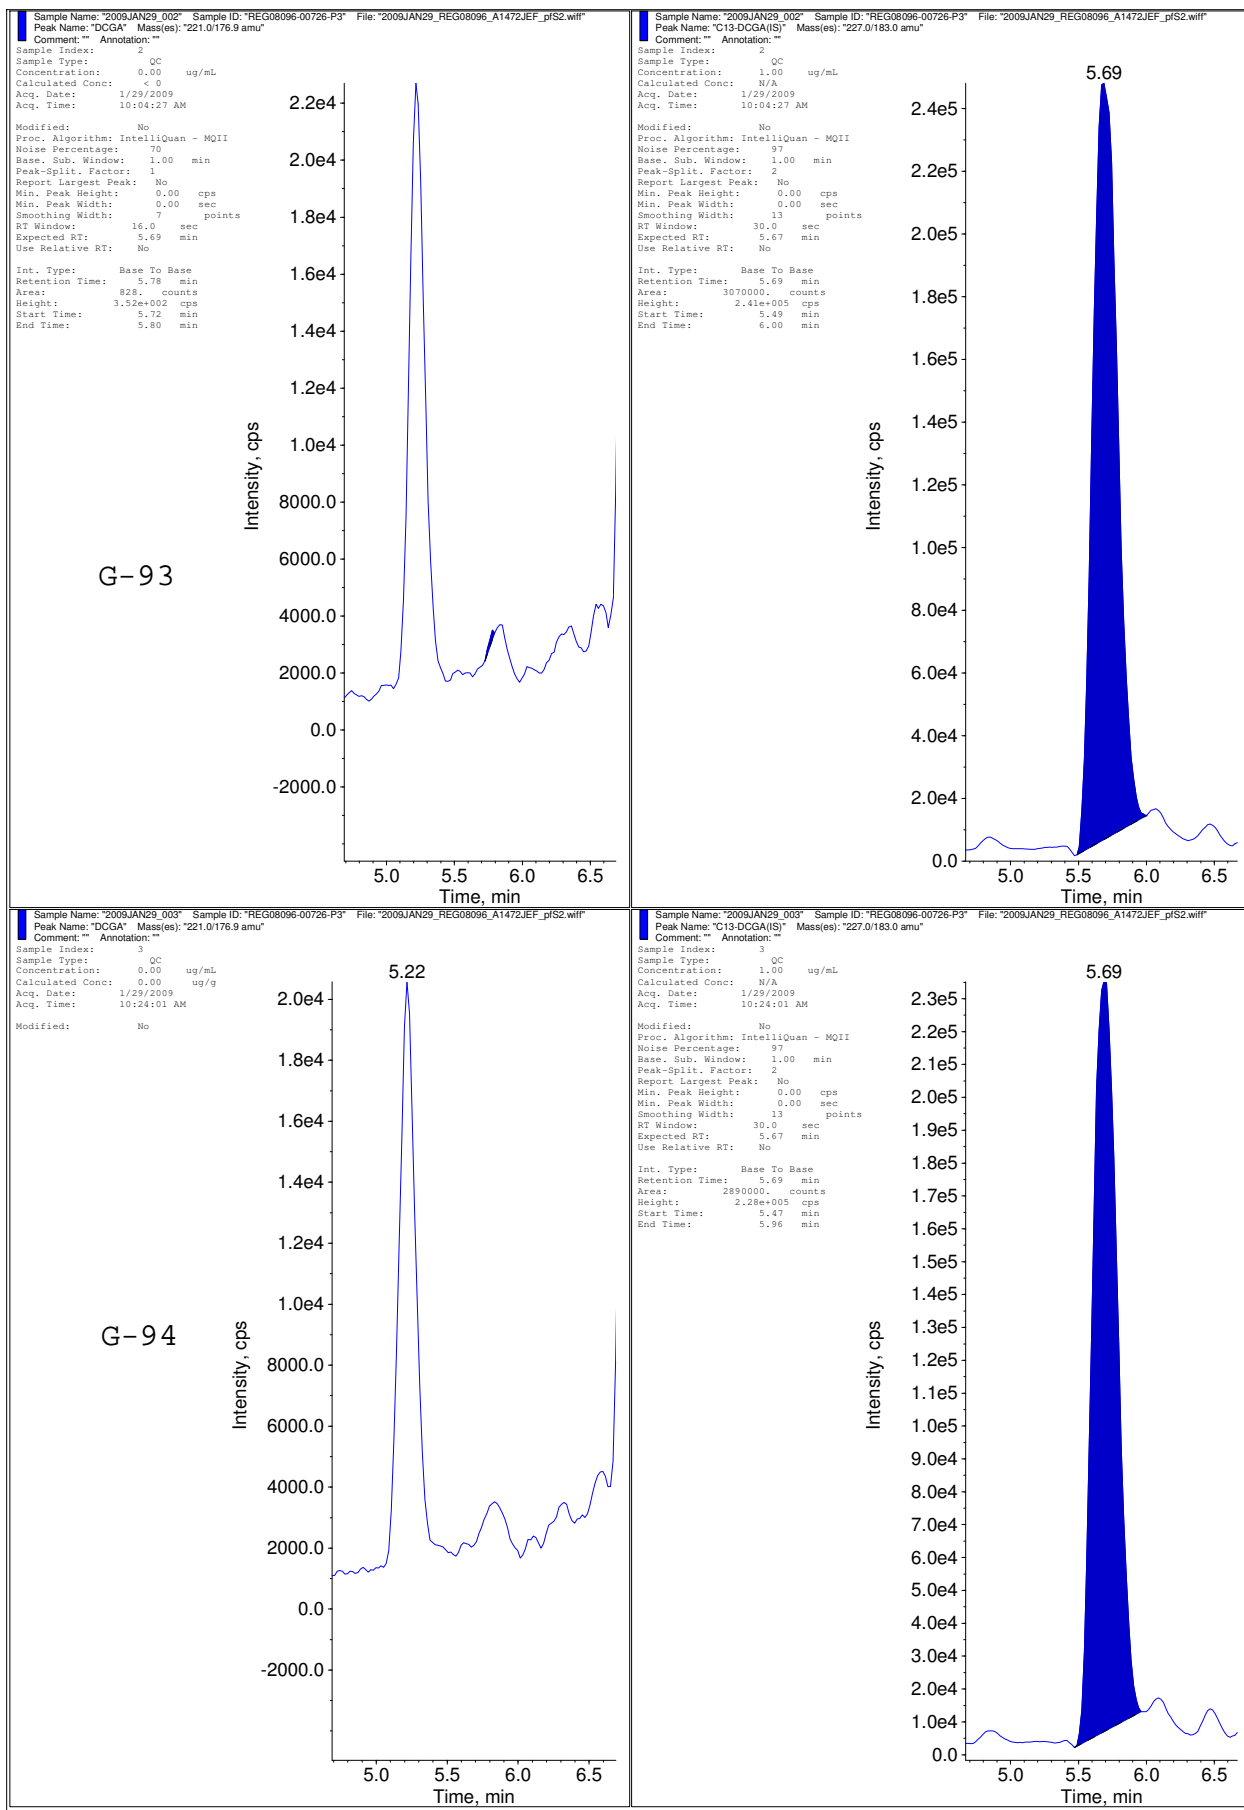 Sample Name: "2009JAN29_002"    Sample ID: "REG08096-00726-P3"    File: "2009JAN29_REG08096_A1472JEF_pfS2.wiff"
Peak Name: "DCGA"    Mass(es): "221.0/176.9 amu"
Comment: ""    Annotation: ""
Sample Index: 2
Sample Type: QC
Concentration: 0.00 ug/mL
Calculated Conc: < 0
Acq. Date: 1/29/2009
Acq. Time: 10:04:27 AM
Modified: No
Proc. Algorithm: IntelliQuan - MQII
Noise Percentage: 70
Base. Sub. Window: 1.00 min
Peak-Split. Factor: 1
Report Largest Peak: No
Min. Peak Height: 0.00 cps
Min. Peak Width: 0.00 sec
Smoothing Width: 7 points
RT Window: 16.0 sec
Expected RT: 5.69 min
Use Relative RT: No
Int. Type: Base To Base
Retention Time: 5.78 min
Area: 828. counts
Height: 3.52e+002 cps
Start Time: 5.72 min
End Time: 5.80 min
G-93
Intensity, cps
2.2e4
2.0e4
1.8e4
1.6e4
1.4e4
1.2e4
1.0e4
8000.0
6000.0
4000.0
2000.0
0.0
-2000.0
5.0 5.5 6.0 6.5
Time, min
Sample Name: "2009JAN29_002"    Sample ID: "REG08096-00726-P3"    File: "2009JAN29_REG08096_A1472JEF_pfS2.wiff"
Peak Name: "C13-DCGA(IS)"    Mass(es): "227.0/183.0 amu"
Comment: ""    Annotation: ""
Sample Index: 2
Sample Type: QC
Concentration: 1.00 ug/mL
Calculated Conc: N/A
Acq. Date: 1/29/2009
Acq. Time: 10:04:27 AM
Modified: No
Proc. Algorithm: IntelliQuan - MQII
Noise Percentage: 97
Base. Sub. Window: 1.00 min
Peak-Split. Factor: 2
Report Largest Peak: No
Min. Peak Height: 0.00 cps
Min. Peak Width: 0.00 sec
Smoothing Width: 13 points
RT Window: 30.0 sec
Expected RT: 5.67 min
Use Relative RT: No
Int. Type: Base To Base
Retention Time: 5.69 min
Area: 3070000. counts
Height: 2.41e+005 cps
Start Time: 5.49 min
End Time: 6.00 min
5.69
Intensity, cps
2.4e5
2.2e5
2.0e5
1.8e5
1.6e5
1.4e5
1.2e5
1.0e5
8.0e4
6.0e4
4.0e4
2.0e4
0.0
5.0 5.5 6.0 6.5
Time, min
Sample Name: "2009JAN29_003"    Sample ID: "REG08096-00726-P3"    File: "2009JAN29_REG08096_A1472JEF_pfS2.wiff"
Peak Name: "DCGA"    Mass(es): "221.0/176.9 amu"
Comment: ""    Annotation: ""
Sample Index: 3
Sample Type: QC
Concentration: 0.00 ug/mL
Calculated Conc: 0.00 ug/g
Acq. Date: 1/29/2009
Acq. Time: 10:24:01 AM
Modified: No
G-94
5.22
Intensity, cps
2.0e4
1.8e4
1.6e4
1.4e4
1.2e4
1.0e4
8000.0
6000.0
4000.0
2000.0
0.0
-2000.0
5.0 5.5 6.0 6.5
Time, min
Sample Name: "2009JAN29_003"    Sample ID: "REG08096-00726-P3"    File: "2009JAN29_REG08096_A1472JEF_pfS2.wiff"
Peak Name: "C13-DCGA(IS)"    Mass(es): "227.0/183.0 amu"
Comment: ""    Annotation: ""
Sample Index: 3
Sample Type: QC
Concentration: 1.00 ug/mL
Calculated Conc: N/A
Acq. Date: 1/29/2009
Acq. Time: 10:24:01 AM
Modified: No
Proc. Algorithm: IntelliQuan - MQII
Noise Percentage: 97
Base. Sub. Window: 1.00 min
Peak-Split. Factor: 2
Report Largest Peak: No
Min. Peak Height: 0.00 cps
Min. Peak Width: 0.00 sec
Smoothing Width: 13 points
RT Window: 30.0 sec
Expected RT: 5.67 min
Use Relative RT: No
Int. Type: Base To Base
Retention Time: 5.69 min
Area: 2890000. counts
Height: 2.28e+005 cps
Start Time: 5.47 min
End Time: 5.96 min
5.69
Intensity, cps
2.3e5
2.2e5
2.1e5
2.0e5
1.9e5
1.8e5
1.7e5
1.6e5
1.5e5
1.4e5
1.3e5
1.2e5
1.1e5
1.0e5
9.0e4
8.0e4
7.0e4
6.0e4
5.0e4
4.0e4
3.0e4
2.0e4
1.0e4
0.0
5.0 5.5 6.0 6.5
Time, min